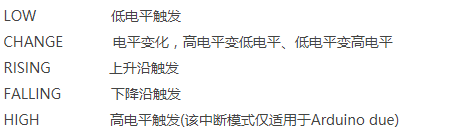 LOW 低电平触发
CHANGE 电平变化，高电平变低电平、低电平变高电平
RISING 上升沿触发
FALLING 下降沿触发
HIGH 高电平触发(该中断模式仅适用于Arduino due)